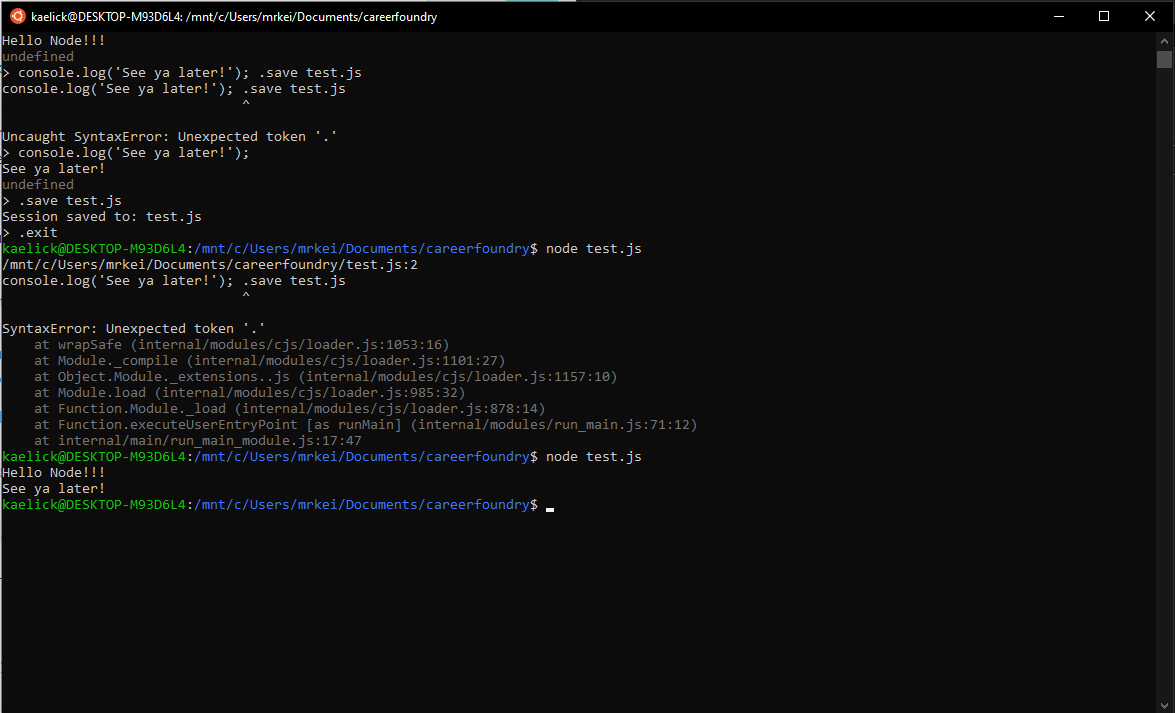 kaelick@DESKTOP-M93D6L4: /mnt/c/Users/mrkei/Documents/careerfoundry
Hello Node!!!
undefined
> console.log('See ya later!'); .save test.js
console.log('See ya later!'); .save test.js
                              ^

Uncaught SyntaxError: Unexpected token '.'
> console.log('See ya later!');
See ya later!
undefined
> .save test.js
Session saved to: test.js
> .exit
kaelick@DESKTOP-M93D6L4:/mnt/c/Users/mrkei/Documents/careerfoundry$ node test.js
/mnt/c/Users/mrkei/Documents/careerfoundry/test.js:2
console.log('See ya later!'); .save test.js
                              ^

SyntaxError: Unexpected token '.'
    at wrapSafe (internal/modules/cjs/loader.js:1053:16)
    at Module._compile (internal/modules/cjs/loader.js:1101:27)
    at Object.Module._extensions..js (internal/modules/cjs/loader.js:1157:10)
    at Module.load (internal/modules/cjs/loader.js:985:32)
    at Function.Module._load (internal/modules/cjs/loader.js:878:14)
    at Function.executeUserEntryPoint [as runMain] (internal/modules/run_main.js:71:12)
    at internal/main/run_main_module.js:17:47
kaelick@DESKTOP-M93D6L4:/mnt/c/Users/mrkei/Documents/careerfoundry$ node test.js
Hello Node!!!
See ya later!
kaelick@DESKTOP-M93D6L4:/mnt/c/Users/mrkei/Documents/careerfoundry$